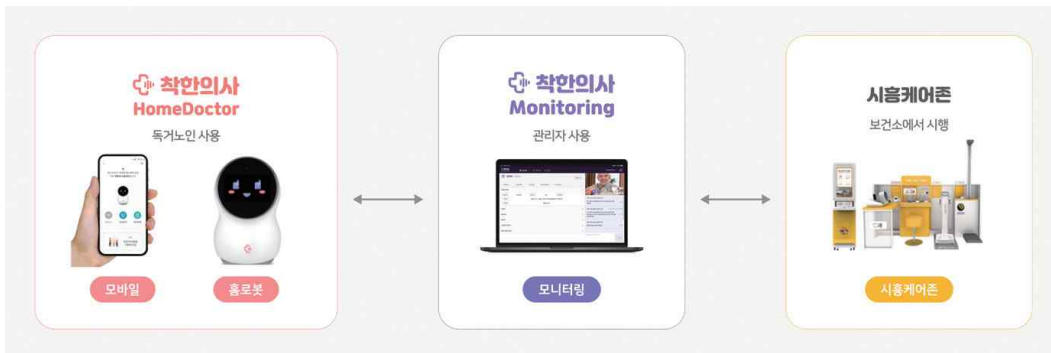 착한의사
HomeDoctor
독거노인 사용
모바일
홈로봇
착한의사
Monitoring
관리자 사용
모니터링
시흥케어존
보건소에서 시행
시흥케어존